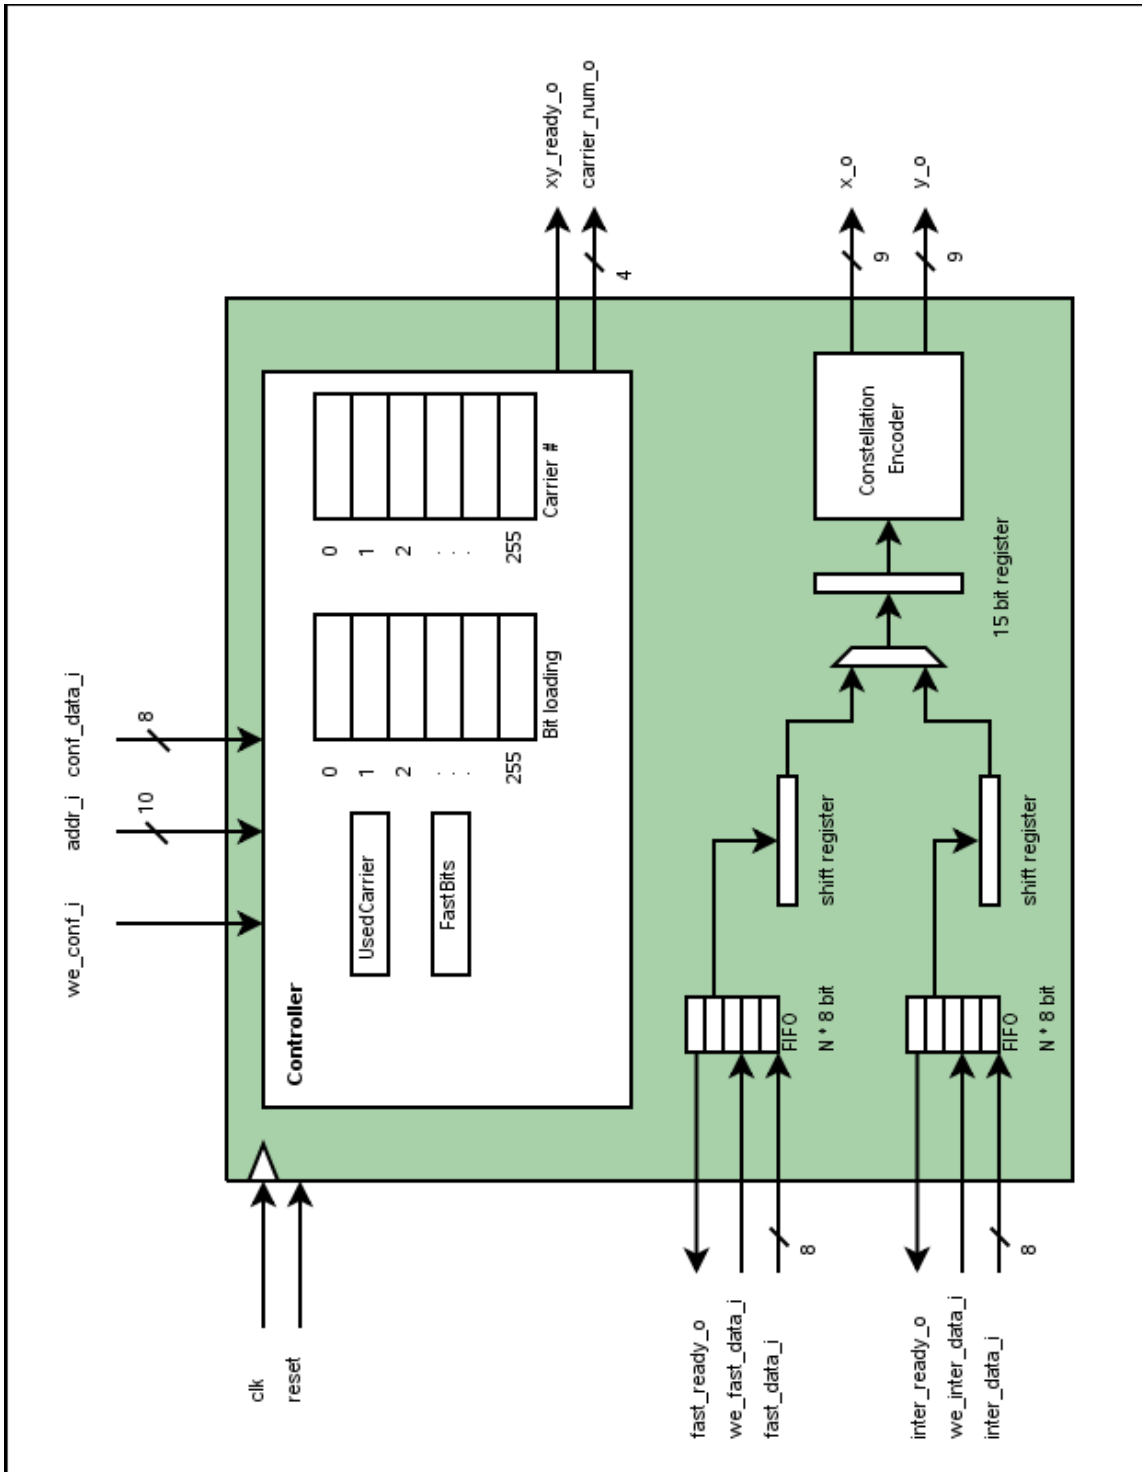 we_conf_i
addr_i
conf_data_i
10
8
clk
reset
Controller
UsedCarrier
FastBits
0
1
2
. . .
255
Bit loading
0
1
2
. . .
255
Carrier #
xy_ready_o
carrier_num_o
4
fast_ready_o
we_fast_data_i
fast_data_i
8
FIFO
N * 8 bit
shift register
inter_ready_o
we_inter_data_i
inter_data_i
8
FIFO
N * 8 bit
shift register
15 bit register
Constellation
Encoder
x_o
9
y_o
9